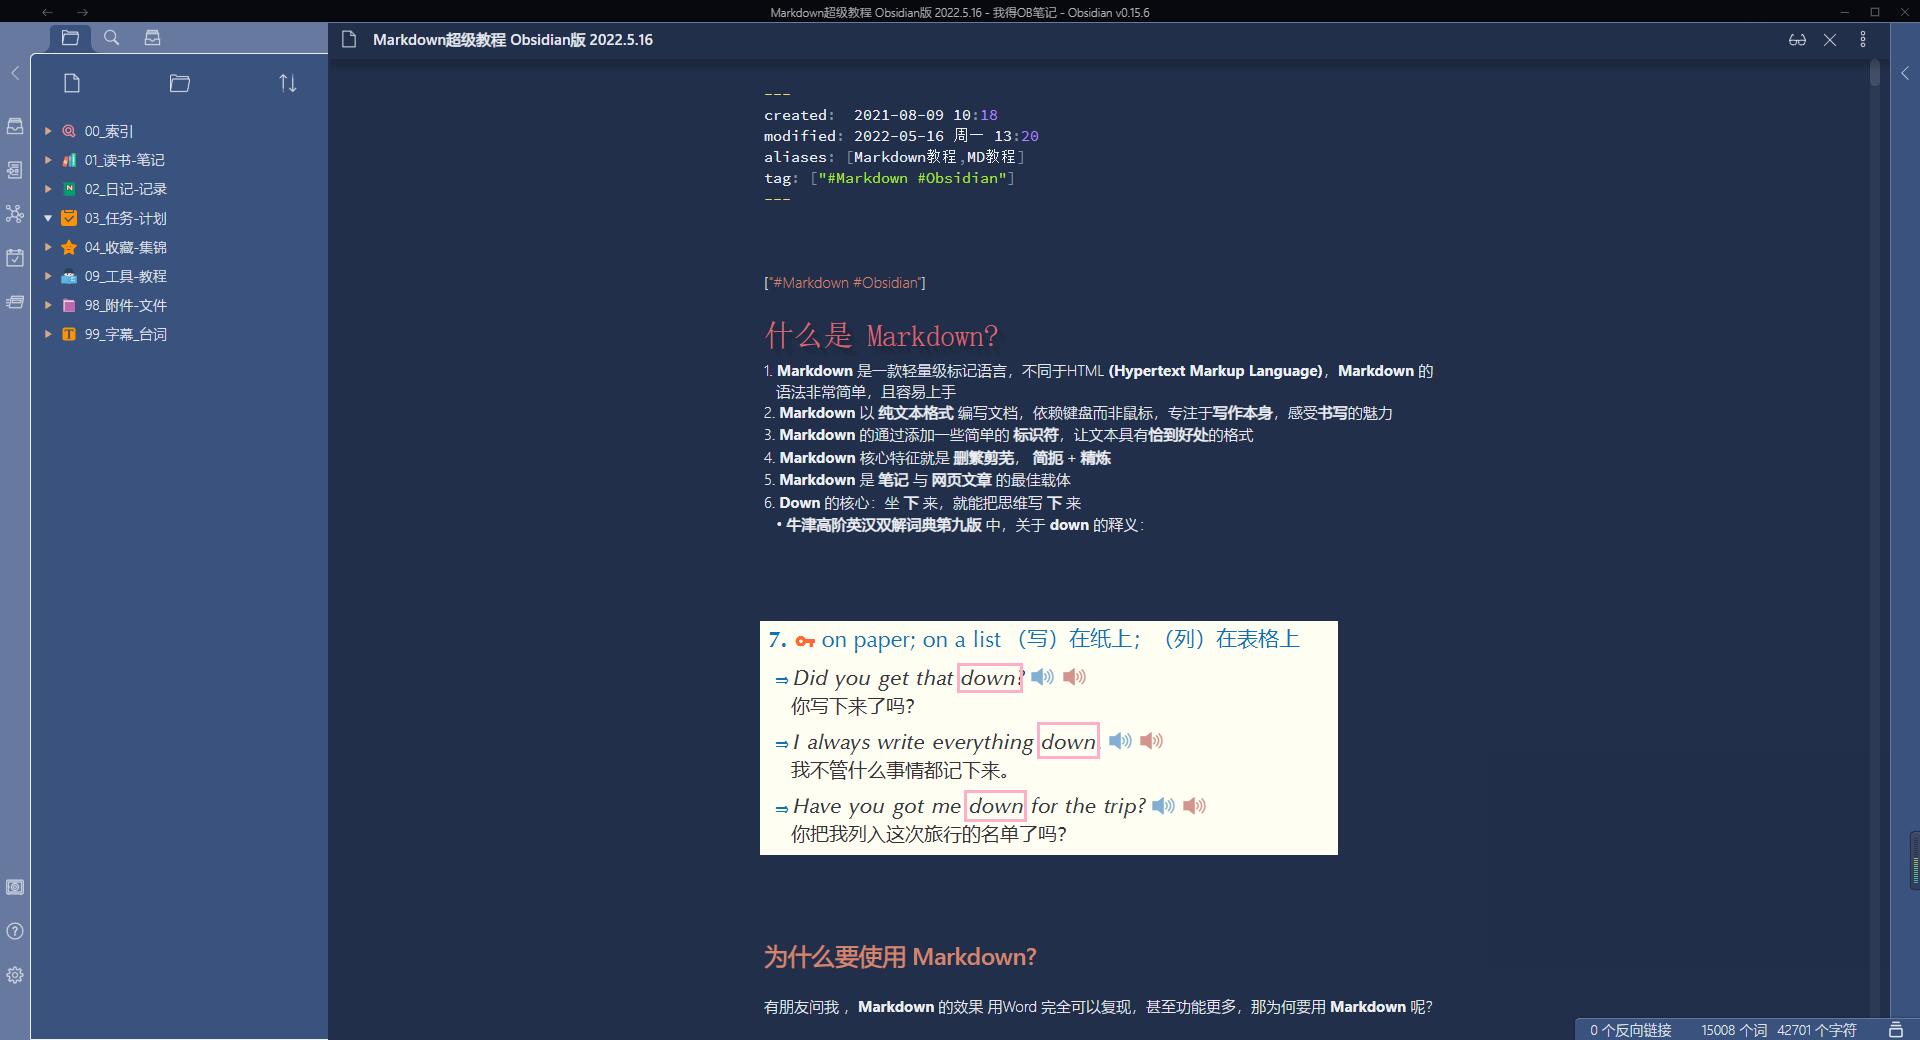 Markdown超级教程 Obsidian版 2022.5.16 - 我得OB笔记 - Obsidian v0.15.6
Markdown超级教程 Obsidian版 2022.5.16
00_索引
01_读书-笔记
02_日记-记录
03_任务-计划
04_收藏-集锦
09_工具-教程
98_附件-文件
99_字幕_台词
---
created:  2021-08-09 10:18
modified: 2022-05-16 周一 13:20
aliases: [Markdown教程,MD教程]
tag: ["#Markdown #Obsidian"]
---
["#Markdown #Obsidian"]
什么是 Markdown?
1. Markdown 是一款轻量级标记语言，不同于HTML (Hypertext Markup Language)，Markdown 的
语法非常简单，且容易上手
2. Markdown 以 纯文本格式 编写文档，依赖键盘而非鼠标，专注于写作本身，感受书写的魅力
3. Markdown 的通过添加一些简单的 标识符，让文本具有恰到好处的格式
4. Markdown 核心特征就是 删繁剪芜， 简扼 + 精炼
5. Markdown 是 笔记 与 网页文章 的最佳载体
6. Down 的核心：坐 下 来，就能把思维写 下 来
• 牛津高阶英汉双解词典第九版 中，关于 down 的释义：
7. on paper; on a list （写）在纸上；（列）在表格上
⇒ Did you get that down?
你写下来了吗？
⇒ I always write everything down.
我不管什么事情都记下来。
⇒ Have you got me down for the trip?
你把我列入这次旅行的名单了吗？
为什么要使用 Markdown?
有朋友问我 ，Markdown 的效果 用Word 完全可以复现，甚至功能更多，那为何要用 Markdown 呢?
0 个反向链接 15008 个词 42701 个字符